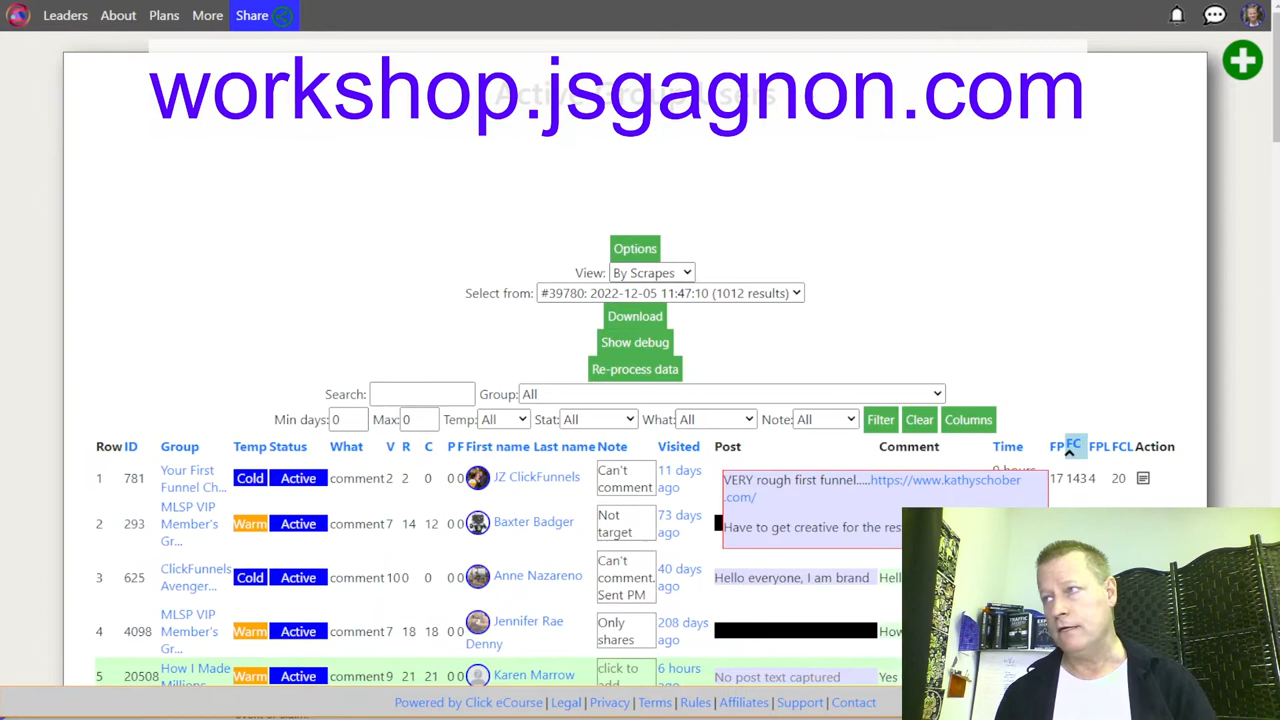 Leaders About Plans More Share
workshop.jsgagnon.com
Active Group Users
Options
View: By Scrapes
Select from: #39780: 2022-12-05 11:47:10 (1012 results)
Download
Show debug
Re-process data
Search: Group: All
Min days: 0 Max: 0 Temp: All Stat: All What: All Note: All Filter Clear Columns
Row ID Group Temp Status What V R C P F First name Last name Note Visited Post Comment Time FP FC FPL FCL Action
1 781 Your First Funnel Ch... Cold Active comment 2 2 0 0 0 JZ ClickFunnels Can't comment 11 days ago VERY rough first funnel.....https://www.kathyschober.com/ 17 1434 20
Have to get creative for the res
2 293 MLSP VIP Member's Gr... Warm Active comment 7 14 12 0 0 Baxter Badger Not target 73 days ago
3 625 ClickFunnels Avenger... Cold Active comment 10 0 0 0 0 Anne Nazareno Can't comment. Sent PM 40 days ago Hello everyone, I am brand Hell
4 4098 MLSP VIP Member's Gr... Warm Active comment 7 18 18 0 0 Jennifer Rae Denny Only shares 208 days ago How
5 20508 How I Made Millions Warm Active comment 9 21 21 0 0 Karen Marrow click to add 6 hours No post text captured Yes
Powered by Click eCourse | Legal | Privacy | Terms | Rules | Affiliates | Support | Contact